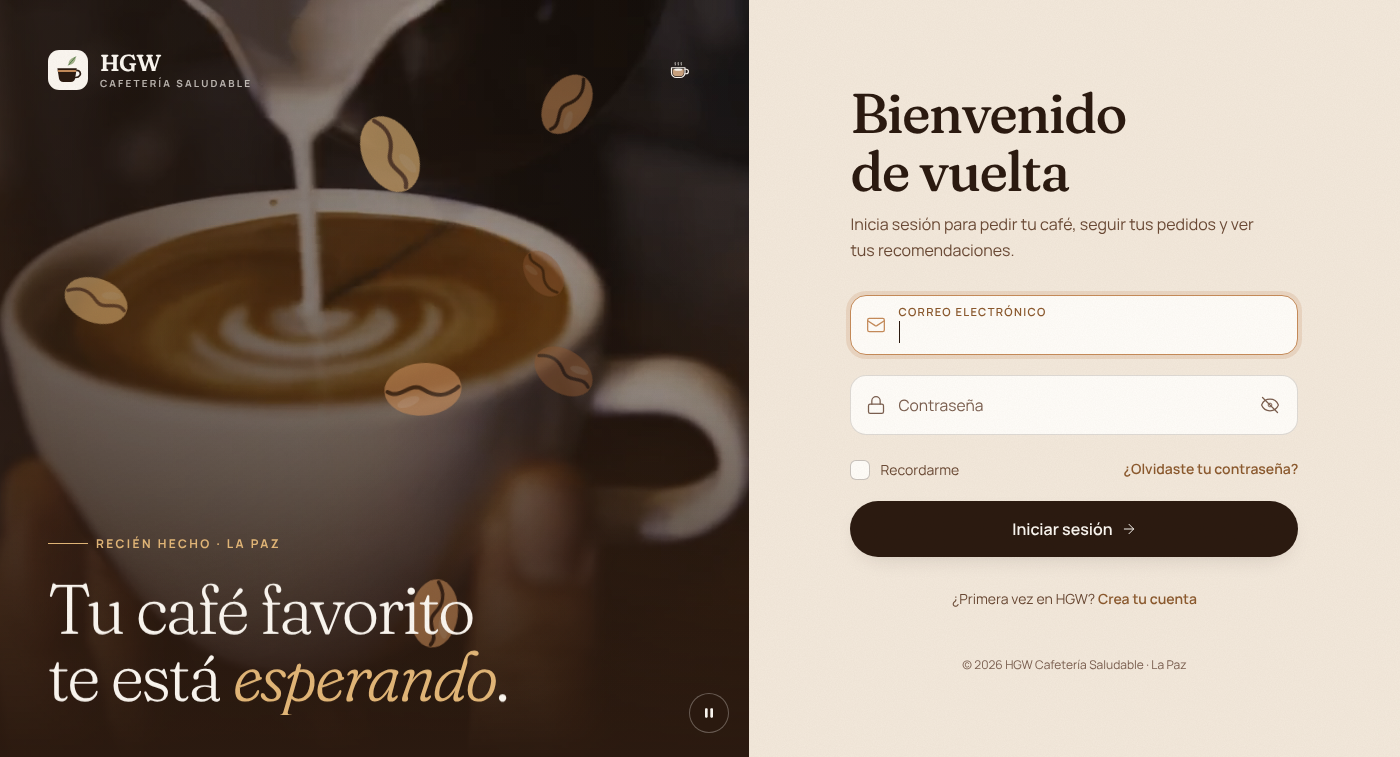 HGW
CAFETERÍA SALUDABLE
RECIÉN HECHO · LA PAZ
Tu café favorito
te está esperando.
Bienvenido
de vuelta
Inicia sesión para pedir tu café, seguir tus pedidos y ver
tus recomendaciones.
CORREO ELECTRÓNICO
Contraseña
Recordarme
¿Olvidaste tu contraseña?
Iniciar sesión
¿Primera vez en HGW? Crea tu cuenta
© 2026 HGW Cafetería Saludable · La Paz